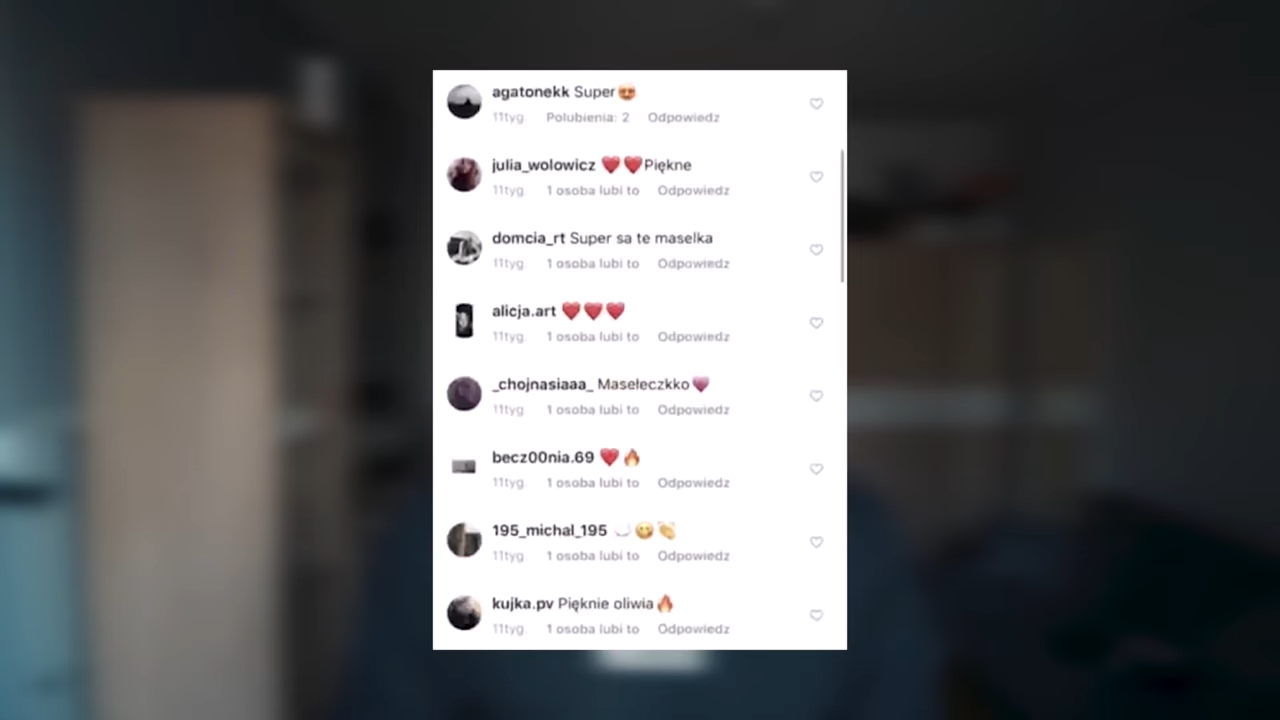 agatonekk Super😍
11tyg. Polubienia: 2 Odpowiedz
julia_wolowicz ❤️❤️Piękne
11tyg. 1 osoba lubi to Odpowiedz
domcia_rt Super sa te maselka
11tyg. 1 osoba lubi to Odpowiedz
alicja.art ❤️❤️❤️
11tyg. 1 osoba lubi to Odpowiedz
_chojnasiaaa_ Masełeczkko💗
11tyg. 1 osoba lubi to Odpowiedz
becz00nia.69 ❤️🔥
11tyg. 1 osoba lubi to Odpowiedz
195_michal_195 😋👏
11tyg. 1 osoba lubi to Odpowiedz
kujka.pv Pięknie oliwia🔥
11tyg. 1 osoba lubi to Odpowiedz